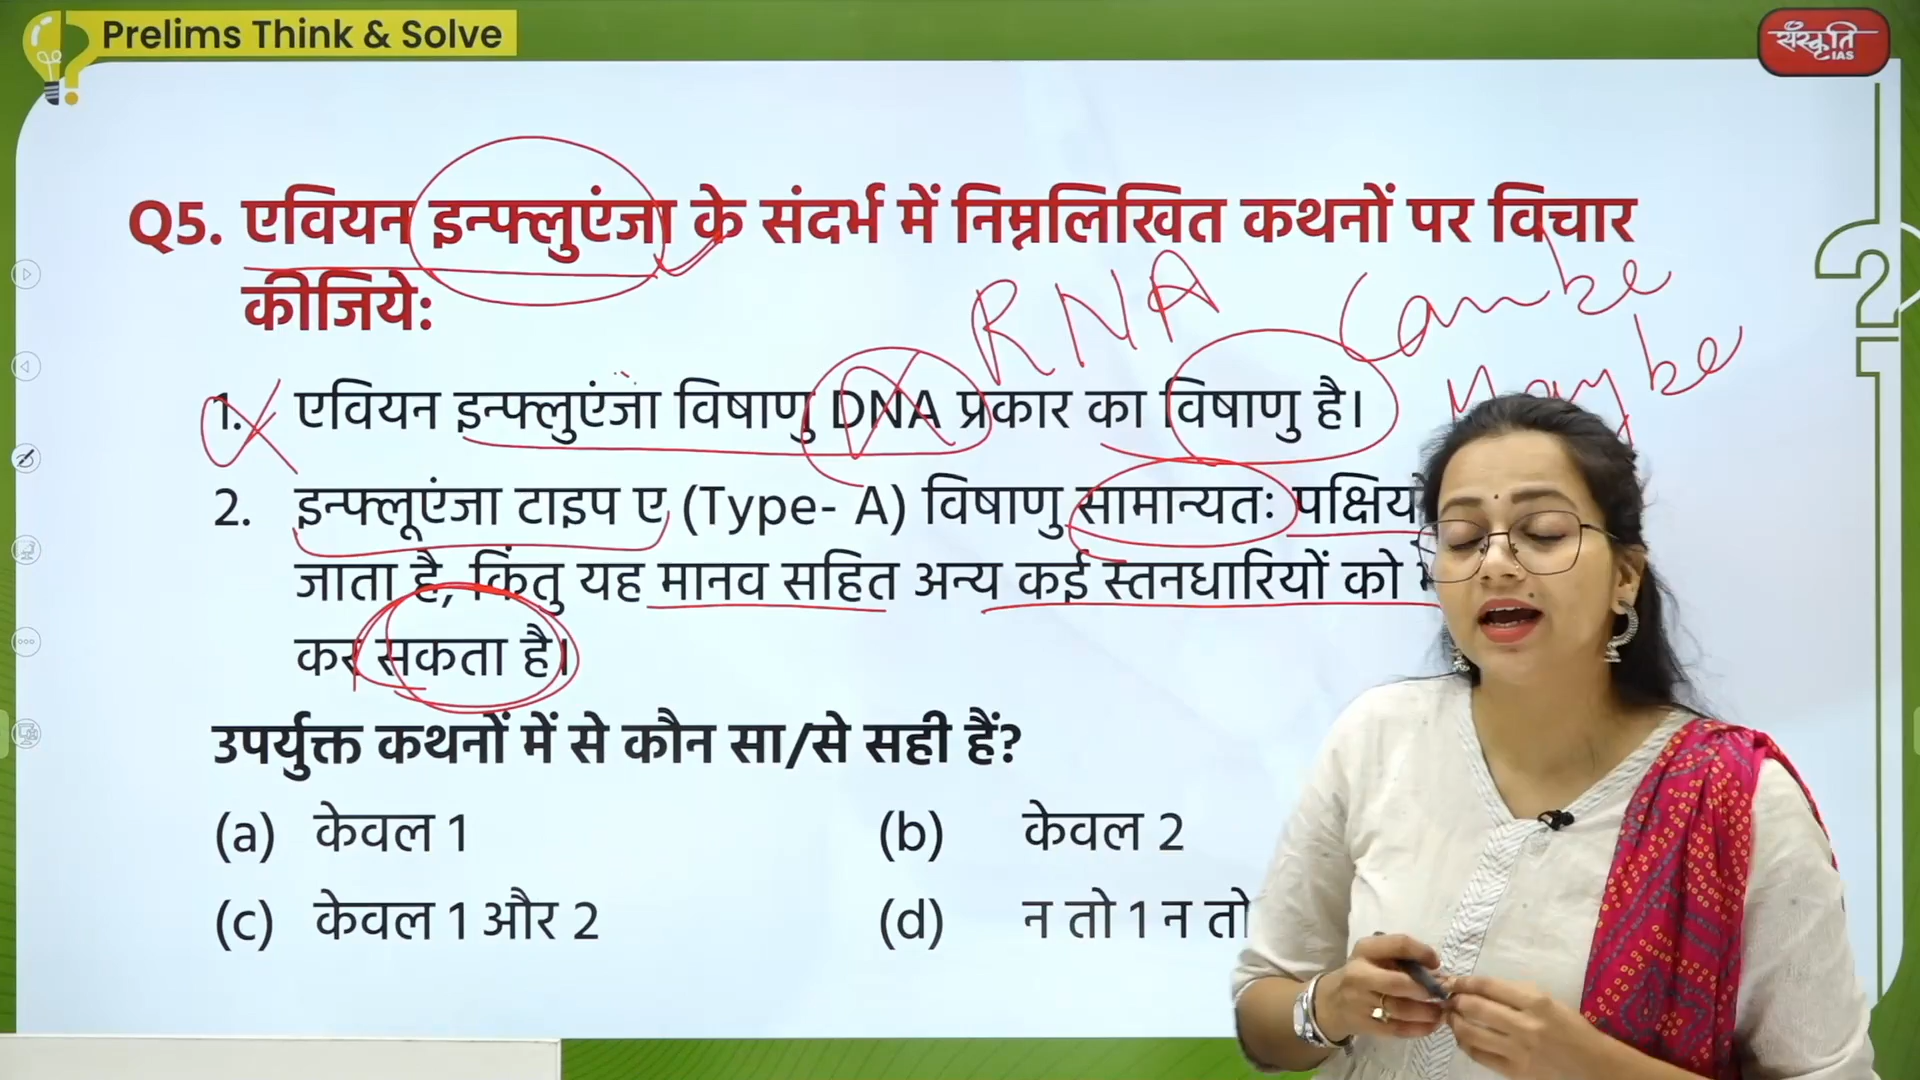 Prelims Think & Solve
संस्कृति
IAS
Q5. एवियन इन्फ्लुएंजा के संदर्भ में निम्नलिखित कथनों पर विचार
कीजिये:
RNA
Can be
May be
1. एवियन इन्फ्लुएंजा विषाणु DNA प्रकार का विषाणु है।
2. इन्फ्लूएंजा टाइप ए (Type- A) विषाणु सामान्यतः
जाता है, किंतु यह मानव सहित अन्य कई स्तनधारियों को
कर सकता है।
उपर्युक्त कथनों में से कौन सा/से सही हैं?
(a) केवल 1 (b) केवल 2
(c) केवल 1 और 2 (d) न तो 1 न तो